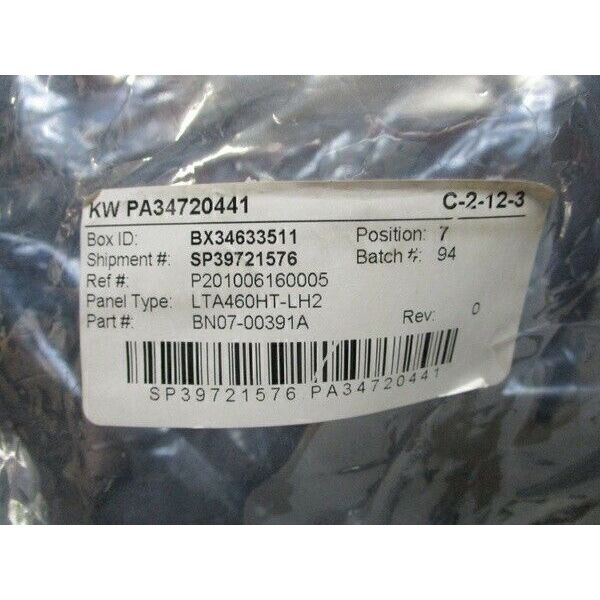 KW PA34720441 C-2-12-3
Box ID: BX34633511 Position: 7
Shipment #: SP39721576 Batch #: 94
Ref #: P201006160005
Panel Type: LTA460HT-LH2
Part #: BN07-00391A Rev: 0
SP39721576 PA34720441